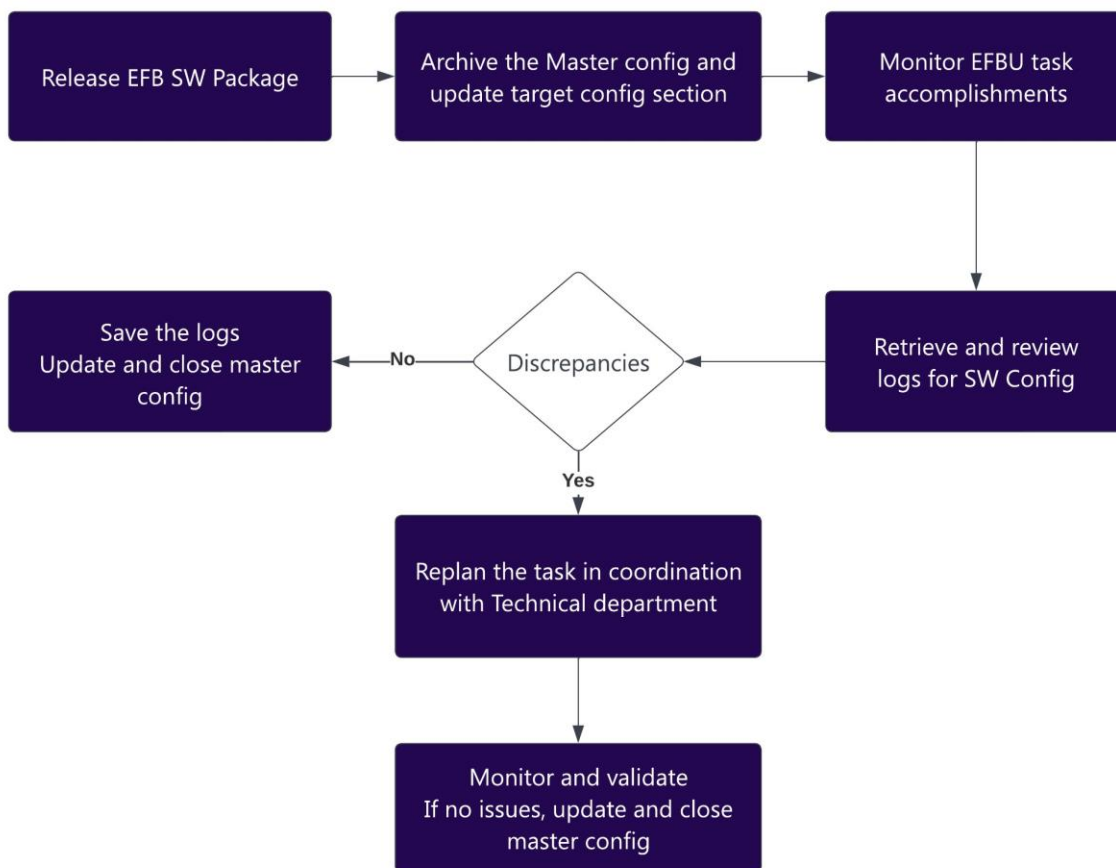 Release EFB SW Package
Archive the Master config and
update target config section
Monitor EFBU task
accomplishments
Retrieve and review
logs for SW Config
Discrepancies
No
Save the logs
Update and close master
config
Yes
Replan the task in coordination
with Technical department
Monitor and validate
If no issues, update and close
master config